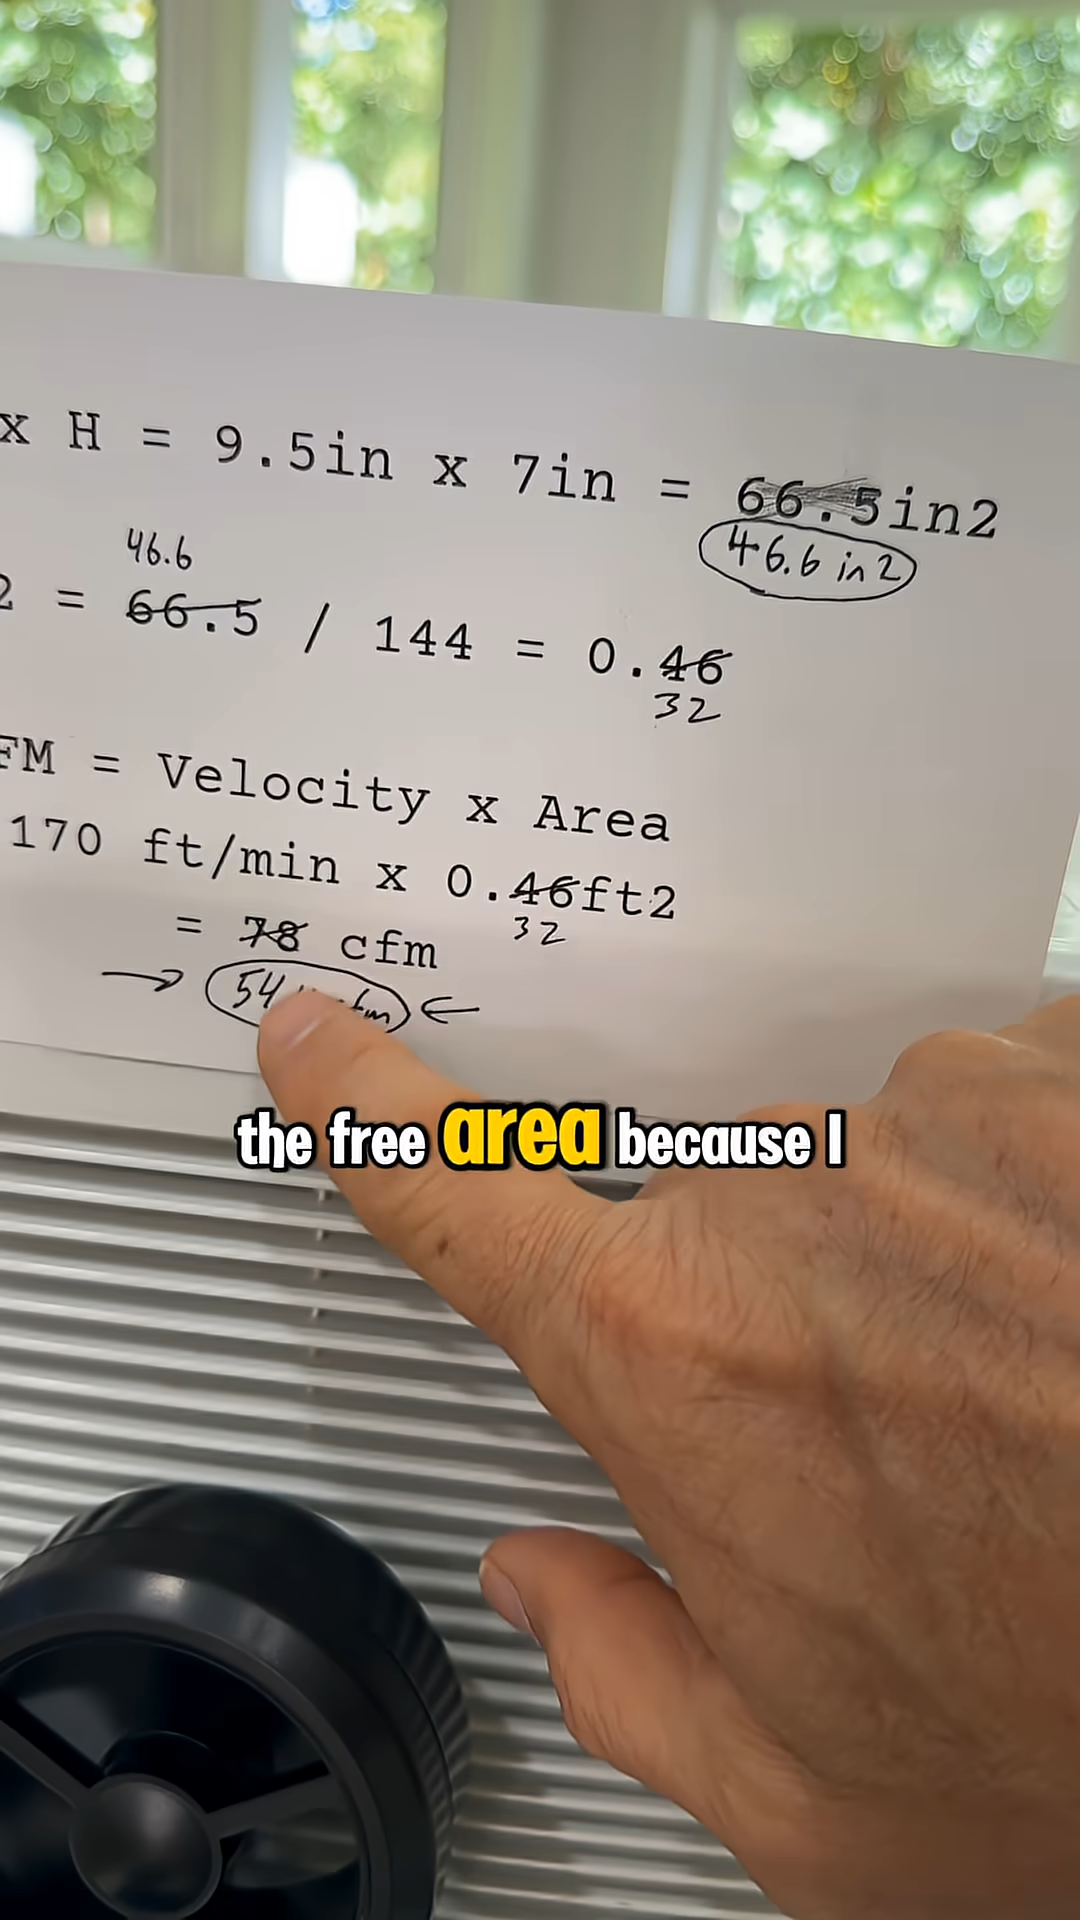 x H = 9.5in x 7in = 66.5in2
46.6 in2
46.6
2 = 66.5 / 144 = 0.46
32
FM = Velocity x Area
170 ft/min x 0.46ft2
32
= 78 cfm
→ 54 ←
the free area because I